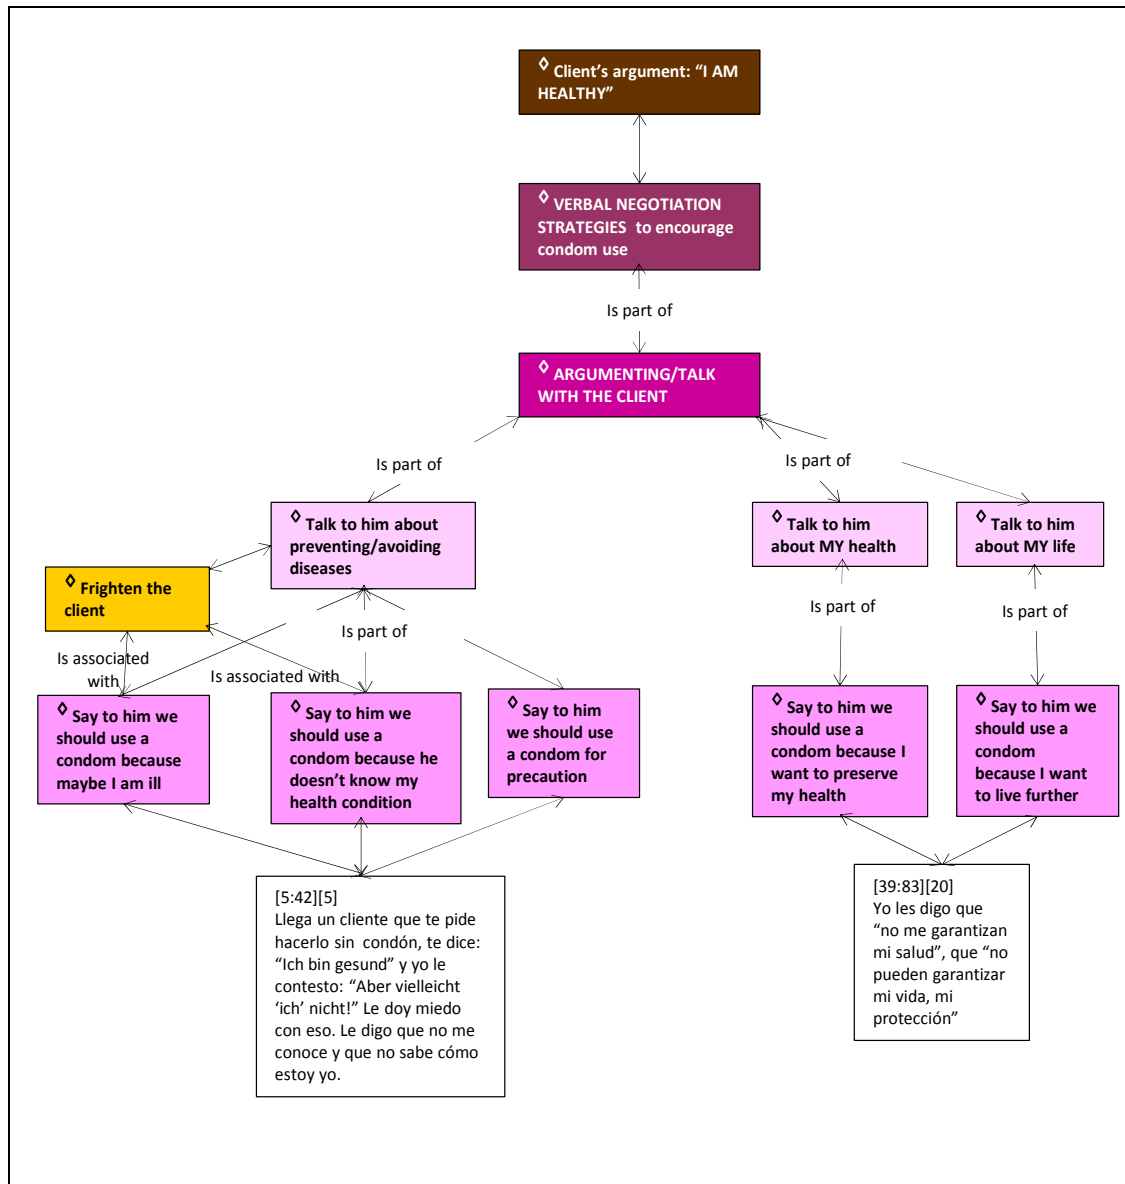 ◊ Client’s argument: “I AM
HEALTHY”
◊ VERBAL NEGOTIATION
STRATEGIES to encourage
condom use
Is part of
◊ ARGUMENTING/TALK
WITH THE CLIENT
Is part of
Is part of
◊ Talk to him about
preventing/avoiding
diseases
◊ Talk to him
about MY health
◊ Talk to him
about MY life
◊ Frighten the
client
Is part of
Is part of
Is part of
Is associated
with
Is associated with
◊ Say to him we
should use a
condom because
maybe I am ill
◊ Say to him we
should use a
condom because he
doesn’t know my
health condition
◊ Say to him
we should use
a condom for
precaution
◊ Say to him we
should use a
condom because I
want to preserve
my health
◊ Say to him we
should use a
condom
because I want
to live further
[5:42][5]
Llega un cliente que te pide
hacerlo sin condón, te dice:
“Ich bin gesund” y yo le
contesto: “Aber vielleicht
‘ich’ nicht!” Le doy miedo
con eso. Le digo que no me
conoce y que no sabe cómo
estoy yo.
[39:83][20]
Yo les digo que
“no me garantizan
mi salud”, que “no
pueden garantizar
mi vida, mi
protección”